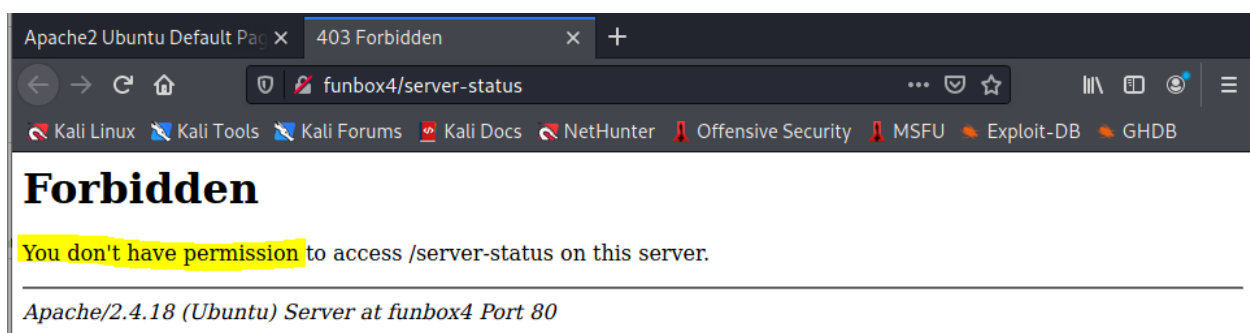 Apache2 Ubuntu Default Pag
403 Forbidden
funbox4/server-status
Kali Linux Kali Tools Kali Forums Kali Docs NetHunter Offensive Security MSFU Exploit-DB GHDB
Forbidden
You don't have permission to access /server-status on this server.
Apache/2.4.18 (Ubuntu) Server at funbox4 Port 80